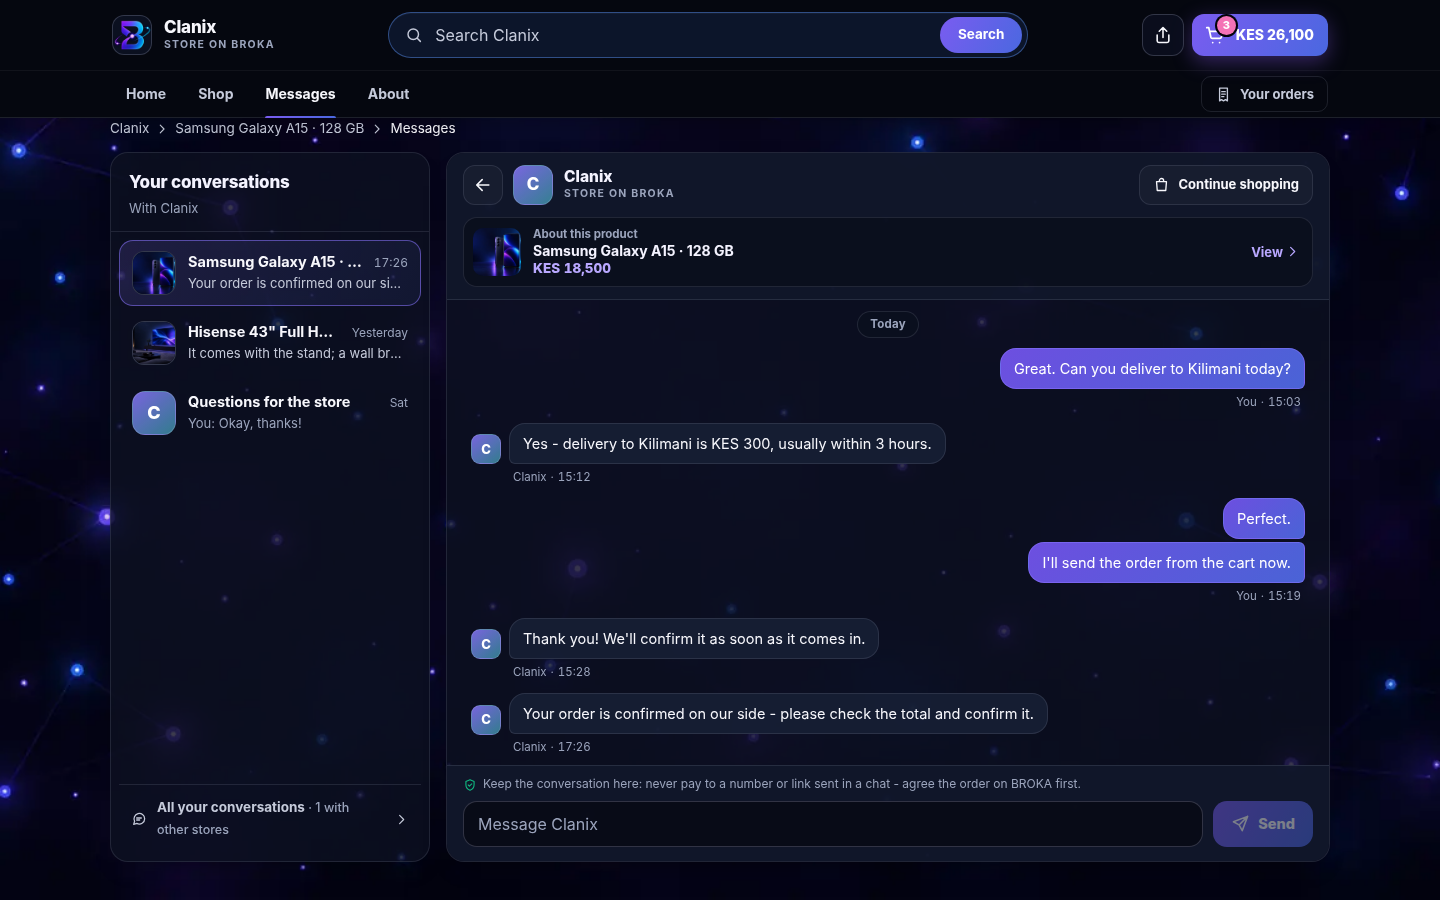 Clanix
STORE ON BROKA
Search Clanix
Search
3
KES 26,100
Home
Shop
Messages
About
Your orders
Clanix > Samsung Galaxy A15 · 128 GB > Messages
Your conversations
With Clanix
Samsung Galaxy A15 · ...
17:26
Your order is confirmed on our si...
Hisense 43" Full H...
Yesterday
It comes with the stand; a wall br...
C
Questions for the store
Sat
You: Okay, thanks!
All your conversations · 1 with
other stores
C
Clanix
STORE ON BROKA
Continue shopping
About this product
Samsung Galaxy A15 · 128 GB
KES 18,500
View
Today
Great. Can you deliver to Kilimani today?
You · 15:03
C
Yes - delivery to Kilimani is KES 300, usually within 3 hours.
Clanix · 15:12
Perfect.
I'll send the order from the cart now.
You · 15:19
C
Thank you! We'll confirm it as soon as it comes in.
Clanix · 15:28
C
Your order is confirmed on our side - please check the total and confirm it.
Clanix · 17:26
Keep the conversation here: never pay to a number or link sent in a chat - agree the order on BROKA first.
Message Clanix
Send